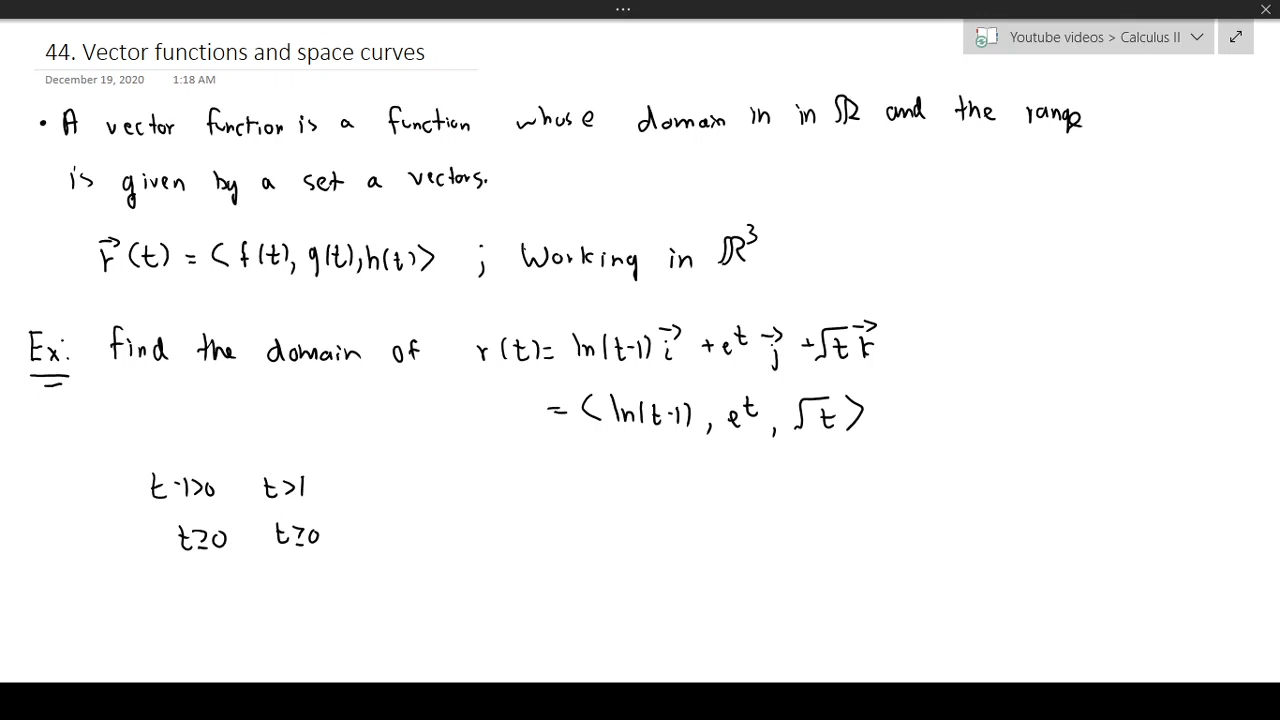 44. Vector functions and space curves
Youtube videos > Calculus II
December 19, 2020 1:18 AM
• A vector function is a function whose domain in in ℝ and the range
is given by a set a vectors.
r⃗(t) = ⟨f(t), g(t), h(t)⟩ ; Working in ℝ³
Ex: find the domain of r(t)= ln(t-1) i⃗ + eᵗ j⃗ + √t k⃗
= ⟨ln(t-1), eᵗ, √t⟩
t-1>0 t>1
t≥0 t≥0